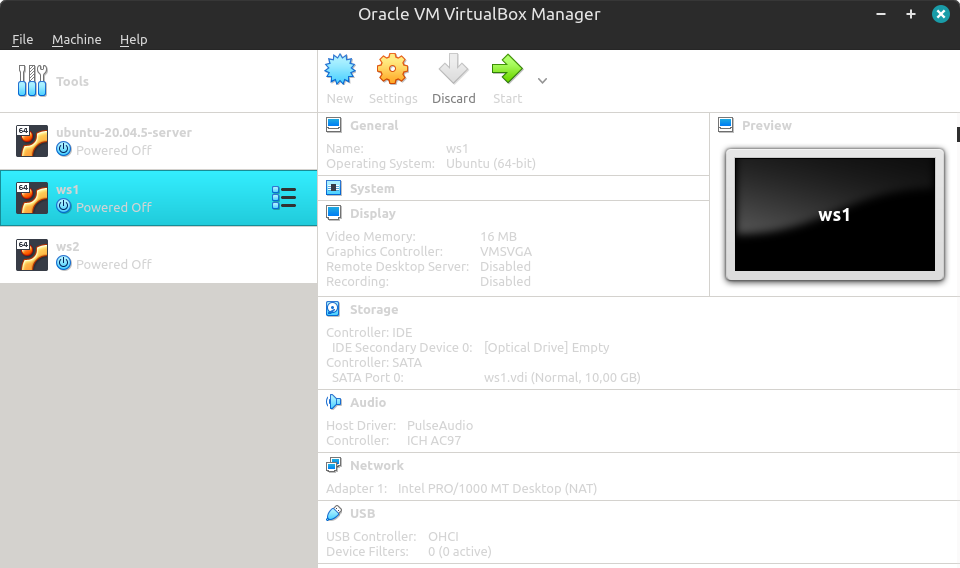 Oracle VM VirtualBox Manager
File Machine Help
Tools
New Settings Discard Start
64 ubuntu-20.04.5-server
Powered Off
64 ws1
Powered Off
64 ws2
Powered Off
General
Name: ws1
Operating System: Ubuntu (64-bit)
System
Display
Video Memory: 16 MB
Graphics Controller: VMSVGA
Remote Desktop Server: Disabled
Recording: Disabled
Preview
ws1
Storage
Controller: IDE
IDE Secondary Device 0: [Optical Drive] Empty
Controller: SATA
SATA Port 0: ws1.vdi (Normal, 10,00 GB)
Audio
Host Driver: PulseAudio
Controller: ICH AC97
Network
Adapter 1: Intel PRO/1000 MT Desktop (NAT)
USB
USB Controller: OHCI
Device Filters: 0 (0 active)